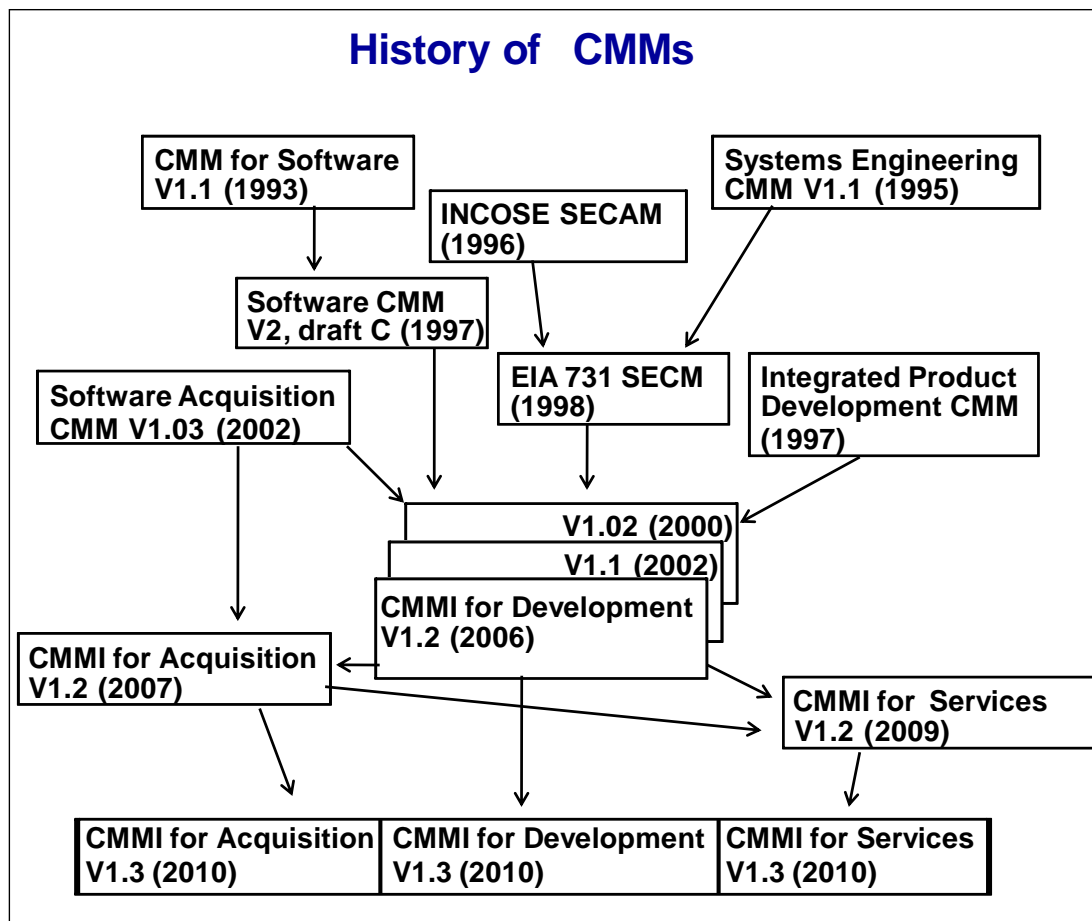 History of CMMs
CMM for Software
V1.1 (1993)
Systems Engineering
CMM V1.1 (1995)
INCOSE SECAM
(1996)
Software CMM
V2, draft C (1997)
EIA 731 SECM
(1998)
Integrated Product
Development CMM
(1997)
Software Acquisition
CMM V1.03 (2002)
V1.02 (2000)
V1.1 (2002)
CMMI for Development
V1.2 (2006)
CMMI for Acquisition
V1.2 (2007)
CMMI for Services
V1.2 (2009)
CMMI for Acquisition
V1.3 (2010)
CMMI for Development
V1.3 (2010)
CMMI for Services
V1.3 (2010)